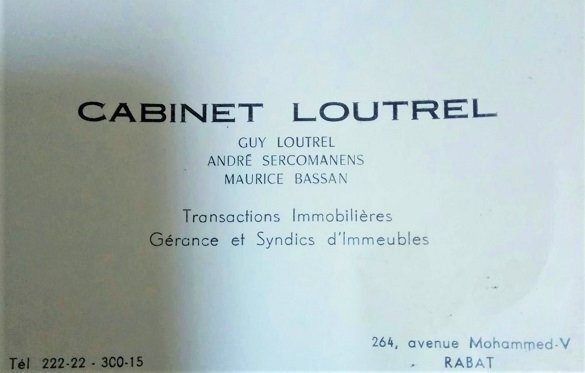 CABINET LOUTREL
GUY LOUTREL
ANDRÉ SERCOMANENS
MAURICE BASSAN
Transactions Immobilières
Gérance et Syndics d'Immeubles
264, avenue Mohammed-V
Tél 222-22 - 300-15
RABAT